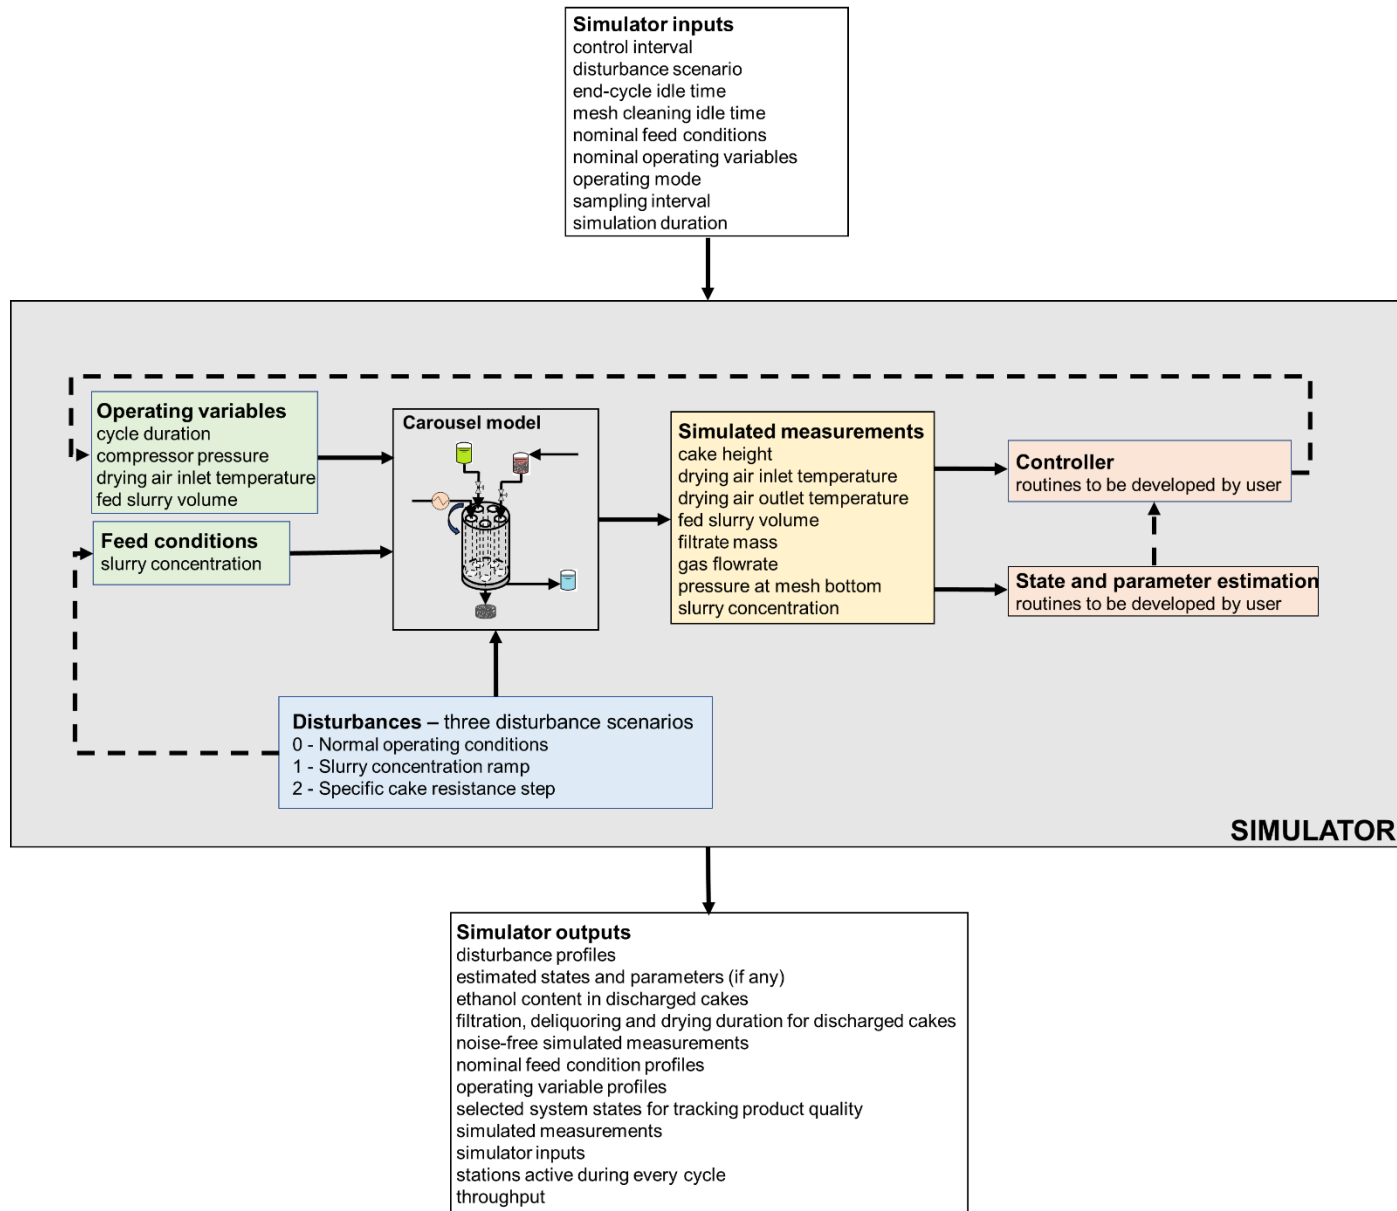 Simulator inputs
control interval
disturbance scenario
end-cycle idle time
mesh cleaning idle time
nominal feed conditions
nominal operating variables
operating mode
sampling interval
simulation duration
Operating variables
cycle duration
compressor pressure
drying air inlet temperature
fed slurry volume
Feed conditions
slurry concentration
Carousel model
Simulated measurements
cake height
drying air inlet temperature
drying air outlet temperature
fed slurry volume
filtrate mass
gas flowrate
pressure at mesh bottom
slurry concentration
Controller
routines to be developed by user
State and parameter estimation
routines to be developed by user
Disturbances – three disturbance scenarios
0 - Normal operating conditions
1 - Slurry concentration ramp
2 - Specific cake resistance step
SIMULATOR
Simulator outputs
disturbance profiles
estimated states and parameters (if any)
ethanol content in discharged cakes
filtration, deliquoring and drying duration for discharged cakes
noise-free simulated measurements
nominal feed condition profiles
operating variable profiles
selected system states for tracking product quality
simulated measurements
simulator inputs
stations active during every cycle
throughput